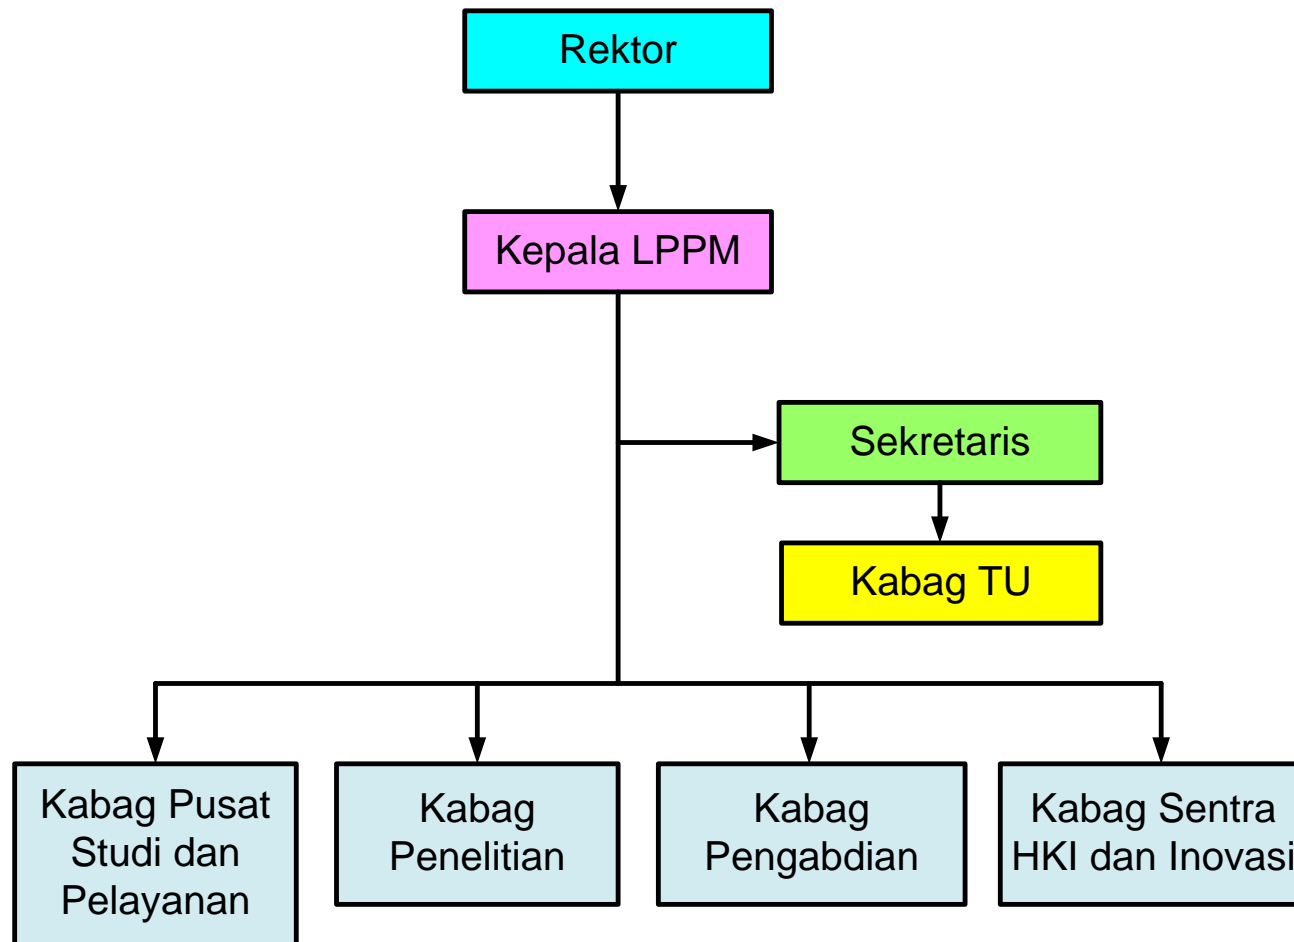 Rektor
Kepala LPPM
Sekretaris
Kabag TU
Kabag Pusat
Studi dan
Pelayanan
Kabag
Penelitian
Kabag
Pengabdian
Kabag Sentra
HKI dan Inovasi